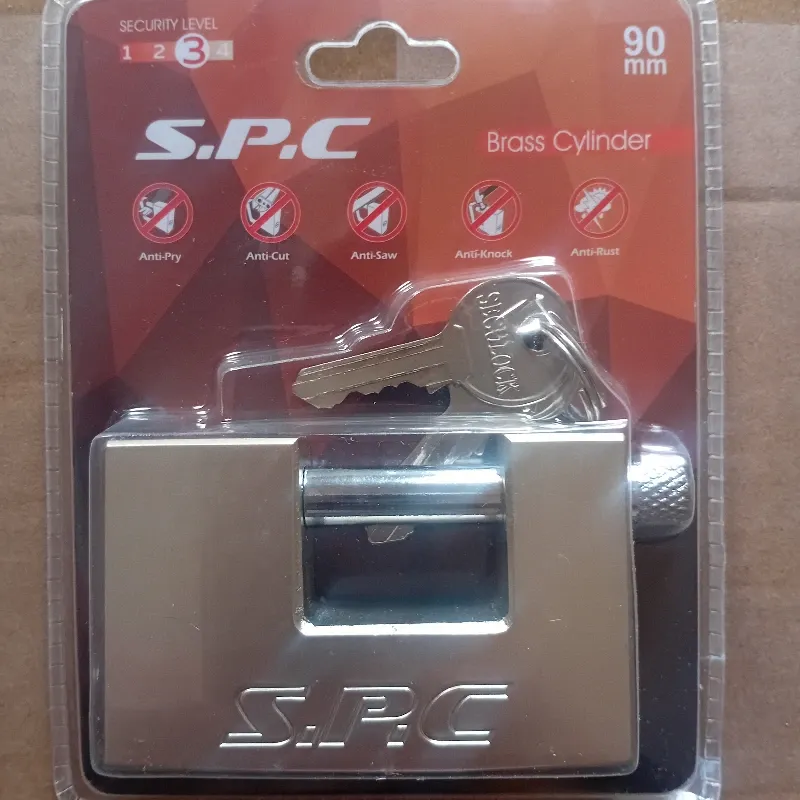 SECURITY LEVEL
1 2 3 4
90
mm
S.P.C
Brass Cylinder
Anti-Pry Anti-Cut Anti-Saw Anti-Knock Anti-Rust
SECULOCK
S.P.C